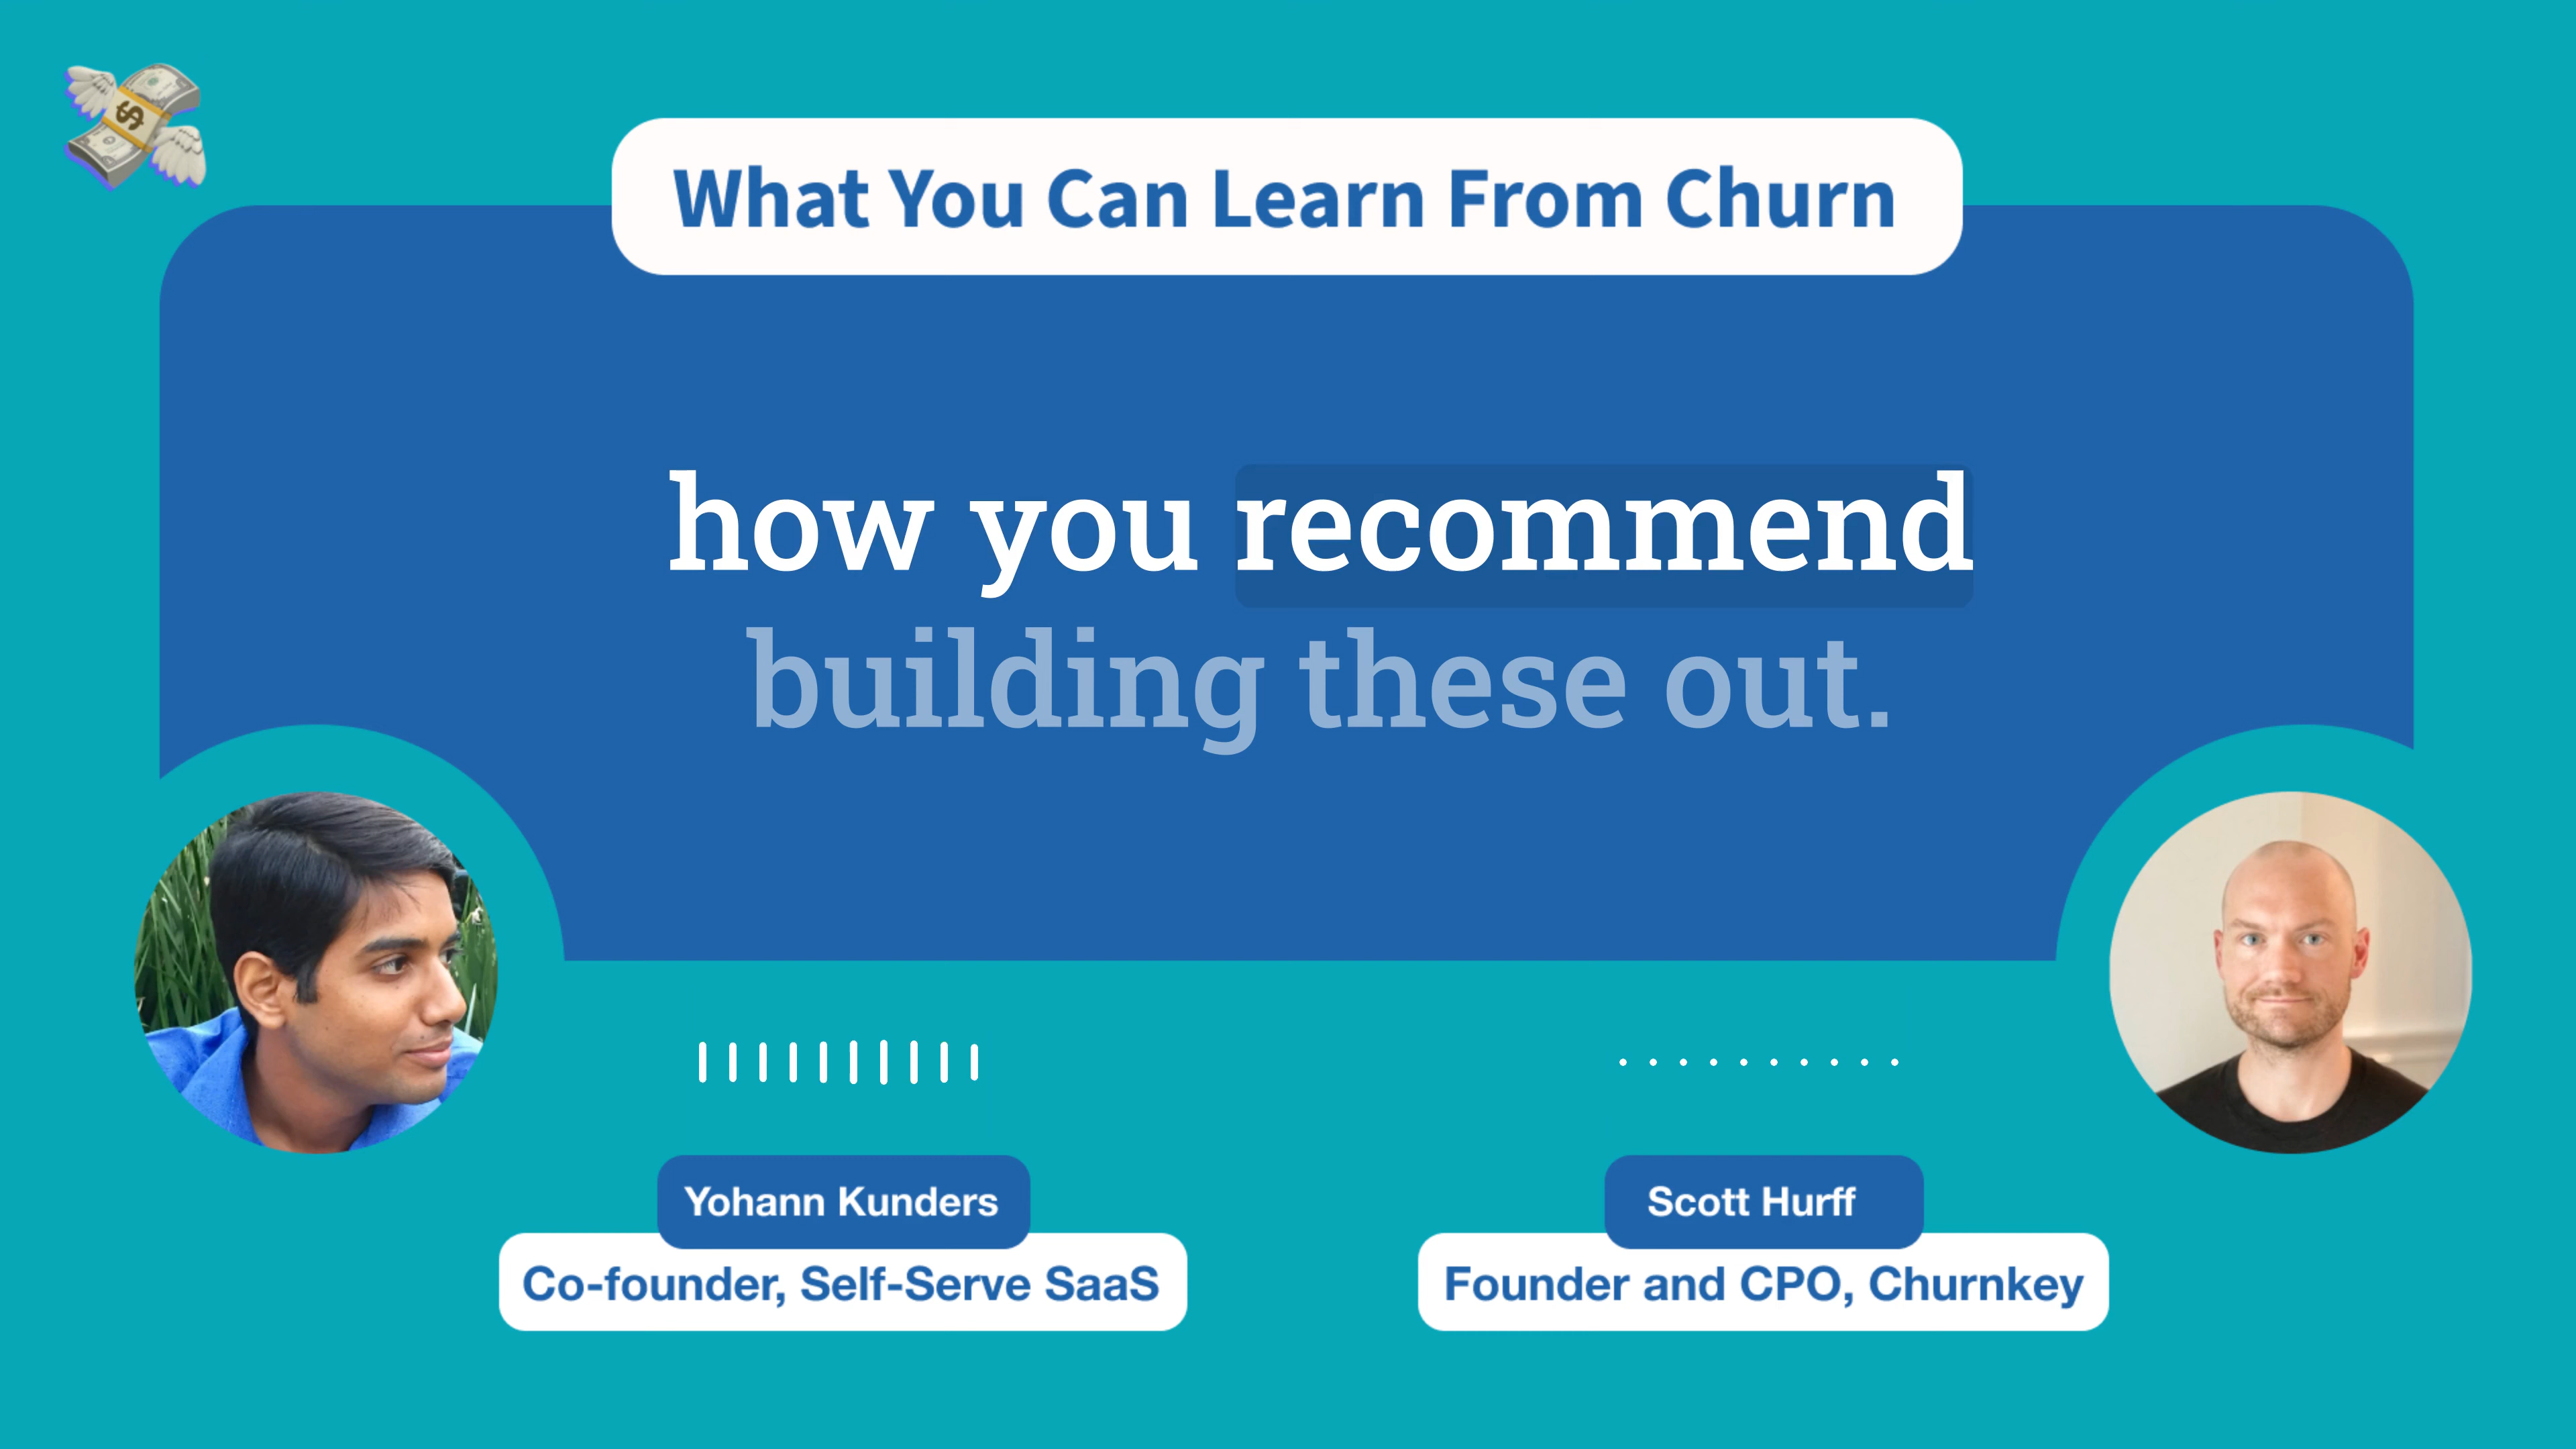 What You Can Learn From Churn
how you recommend
building these out.
Yohann Kunders
Co-founder, Self-Serve SaaS
Scott Hurff
Founder and CPO, Churnkey